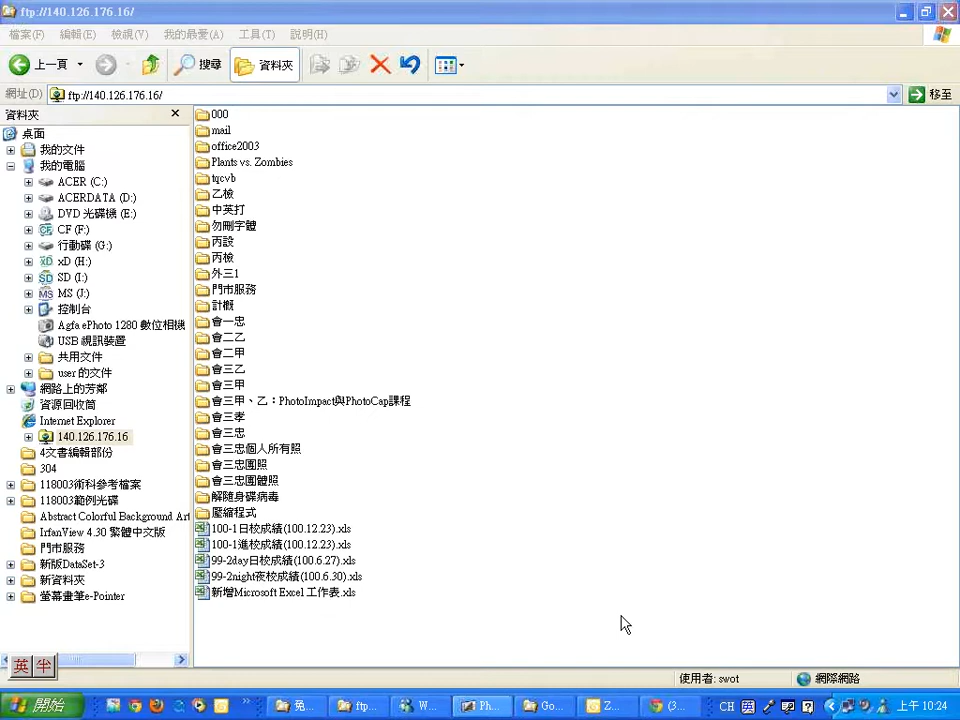 ftp://140.126.176.16/
檔案(F) 編輯(E) 檢視(V) 我的最愛(A) 工具(T) 說明(H)
上一頁 搜尋 資料夾
網址(D) ftp://140.126.176.16/ 移至
資料夾
桌面
我的文件
我的電腦
ACER (C:)
ACERDATA (D:)
DVD 光碟機 (E:)
CF (F:)
行動碟 (G:)
xD (H:)
SD (I:)
MS (J:)
控制台
Agfa ePhoto 1280 數位相機
USB 視訊裝置
共用文件
user 的文件
網路上的芳鄰
資源回收筒
Internet Explorer
140.126.176.16
4文書編輯部份
304
118003術科參考檔案
118003範例光碟
Abstract Colorful Background Art
IrfanView 4.30 繁體中文版
門市服務
新版DataSet-3
新資料夾
螢幕畫筆e-Pointer
000
mail
office2003
Plants vs. Zombies
tqcvb
乙檢
中英打
勿刪字體
丙設
丙檢
外三1
門市服務
計概
會一忠
會二乙
會二甲
會三乙
會三甲
會三甲、乙：PhotoImpact與PhotoCap課程
會三孝
會三忠
會三忠個人所有照
會三忠團照
會三忠團體照
解隨身碟病毒
壓縮程式
100-1日校成績(100.12.23).xls
100-1進校成績(100.12.23).xls
99-2day日校成績(100.6.27).xls
99-2night夜校成績(100.6.30).xls
新增Microsoft Excel 工作表.xls
英 半
使用者: swot 網際網路
開始 » 兔... ftp... W... Ph... Go... Z... (3... CH 上午 10:24